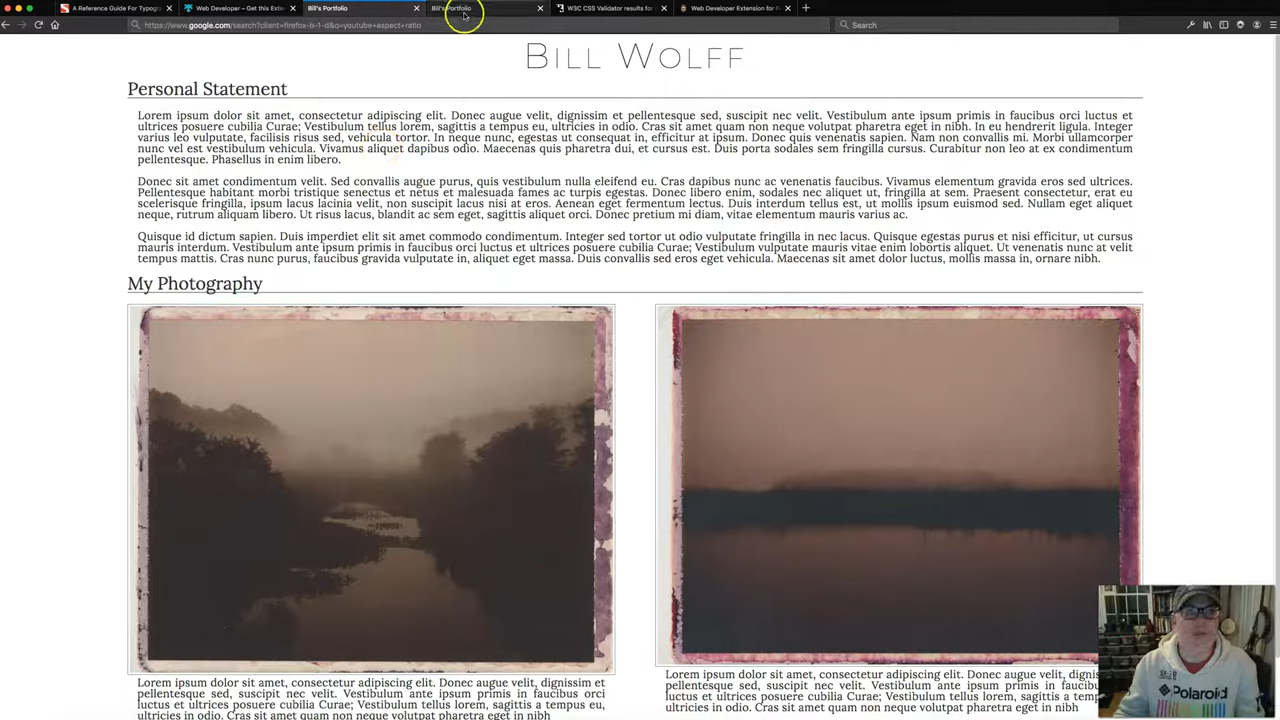 A Reference Guide For Typogr
Web Developer – Get this Exten
Bill's Portfolio
Bill's Portfolio
W3C CSS Validator results for
Web Developer Extension for F
https://www.google.com/search?client=firefox-b-1-d&q=youtube+aspect+ratio
Search
BILL WOLFF
Personal Statement
Lorem ipsum dolor sit amet, consectetur adipiscing elit. Donec augue velit, dignissim et pellentesque sed, suscipit nec velit. Vestibulum ante ipsum primis in faucibus orci luctus et
ultrices posuere cubilia Curae; Vestibulum tellus lorem, sagittis a tempus eu, ultricies in odio. Cras sit amet quam non neque volutpat pharetra eget in nibh. In eu hendrerit ligula. Integer
varius leo vulputate, facilisis risus sed, vehicula tortor. In neque nunc, egestas ut consequat in, efficitur at ipsum. Donec quis venenatis sapien. Nam non convallis mi. Morbi ullamcorper
nunc vel est vestibulum vehicula. Vivamus aliquet dapibus odio. Maecenas quis pharetra dui, et cursus est. Duis porta sodales sem fringilla cursus. Curabitur non leo at ex condimentum
pellentesque. Phasellus in enim libero.
Donec sit amet condimentum velit. Sed convallis augue purus, quis vestibulum nulla eleifend eu. Cras dapibus nunc ac venenatis faucibus. Vivamus elementum gravida eros sed ultrices.
Pellentesque habitant morbi tristique senectus et netus et malesuada fames ac turpis egestas. Donec libero enim, sodales nec aliquet ut, fringilla at sem. Praesent consectetur, erat eu
scelerisque fringilla, ipsum lacus lacinia velit, non suscipit lacus nisi at eros. Aenean eget fermentum lectus. Duis interdum tellus est, ut mollis ipsum euismod sed. Nullam eget aliquet
neque, rutrum aliquam libero. Ut risus lacus, blandit ac sem eget, sagittis aliquet orci. Donec pretium mi diam, vitae elementum mauris varius ac.
Quisque id dictum sapien. Duis imperdiet elit sit amet commodo condimentum. Integer sed tortor ut odio vulputate fringilla in nec lacus. Quisque egestas purus et nisi efficitur, ut cursus
mauris interdum. Vestibulum ante ipsum primis in faucibus orci luctus et ultrices posuere cubilia Curae; Vestibulum vulputate mauris vitae enim lobortis aliquet. Ut venenatis nunc at velit
tempus mattis. Cras nunc purus, faucibus gravida vulputate in, aliquet eget massa. Duis convallis sed eros eget vehicula. Maecenas sit amet dolor luctus, mollis massa in, ornare nibh.
My Photography
Lorem ipsum dolor sit amet, consectetur adipiscing elit. Donec augue velit, dignissim et
pellentesque sed, suscipit nec velit. Vestibulum ante ipsum primis in faucibus orci luctus et
ultrices posuere cubilia Curae; Vestibulum tellus lorem, sagittis a tempus eu,
ultricies in odio. Cras sit amet quam non neque volutpat pharetra eget in nibh
Lorem ipsum dolor sit amet, consectetur adipiscing elit. Donec augue velit,
pellentesque sed, suscipit nec velit. Vestibulum ante ipsum primis in faucibu
luctus et ultrices posuere cubilia Curae; Vestibulum tellus lorem, sagittis a temp
ultricies in odio. Cras sit amet quam non neque volutpat pharetra eget in nibh
Polaroid